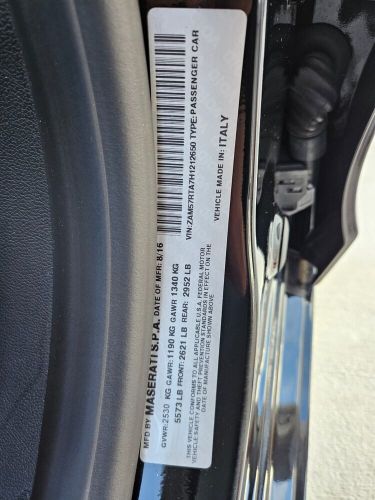 MFD BY MASERATI S.P.A. DATE OF MFR: 8/16
GVWR:2530 KG GAWR:1190 KG GAWR 1340 KG
5573 LB FRONT:2621 LB REAR: 2952 LB
THIS VEHICLE CONFORMS TO ALL APPLICABLE U.S.A. FEDERAL MOTOR
VEHICLE SAFETY AND THEFT PREVENTION STANDARDS IN EFFECT ON THE
DATE OF MANUFACTURE SHOWN ABOVE
VIN:ZAM57RTA7H1212650 TYPE:PASSENGER CAR
VEHICLE MADE IN: ITALY